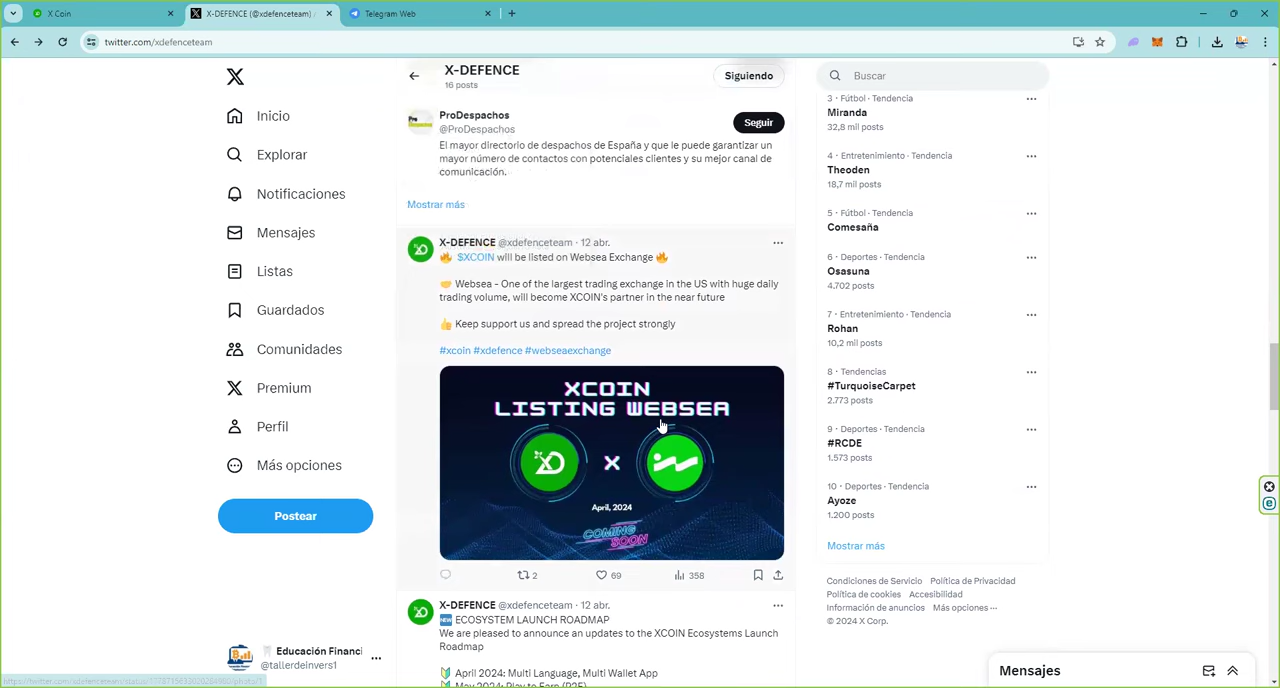 X Coin
X-DEFENCE (@xdefenceteam) /
Telegram Web
twitter.com/xdefenceteam
Inicio
Explorar
Notificaciones
Mensajes
Listas
Guardados
Comunidades
Premium
Perfil
Más opciones
Postear
Educación Financi
@tallerdeinvers1
X-DEFENCE
16 posts
Siguiendo
ProDespachos
@ProDespachos
Seguir
El mayor directorio de despachos de España y que le puede garantizar un
mayor número de contactos con potenciales clientes y su mejor canal de
comunicación.
Mostrar más
X-DEFENCE @xdefenceteam · 12 abr.
🔥 $XCOIN will be listed on Websea Exchange 🔥
🤝 Websea - One of the largest trading exchange in the US with huge daily
trading volume, will become XCOIN's partner in the near future
👍 Keep support us and spread the project strongly
#xcoin #xdefence #webseaexchange
XCOIN
LISTING WEBSEA
X
April, 2024
COMING
SOON
2
69
358
X-DEFENCE @xdefenceteam · 12 abr.
🆕 ECOSYSTEM LAUNCH ROADMAP
We are pleased to announce an updates to the XCOIN Ecosystems Launch
Roadmap
🔰 April 2024: Multi Language, Multi Wallet App
🔰 May 2024: Play to Earn (P2E)
Buscar
3 · Fútbol · Tendencia
Miranda
32,8 mil posts
4 · Entretenimiento · Tendencia
Theoden
18,7 mil posts
5 · Fútbol · Tendencia
Comesaña
6 · Deportes · Tendencia
Osasuna
4.702 posts
7 · Entretenimiento · Tendencia
Rohan
10,2 mil posts
8 · Tendencias
#TurquoiseCarpet
2.773 posts
9 · Deportes · Tendencia
#RCDE
1.573 posts
10 · Deportes · Tendencia
Ayoze
1.200 posts
Mostrar más
Condiciones de Servicio Política de Privacidad
Política de cookies Accesibilidad
Información de anuncios Más opciones ···
© 2024 X Corp.
Mensajes